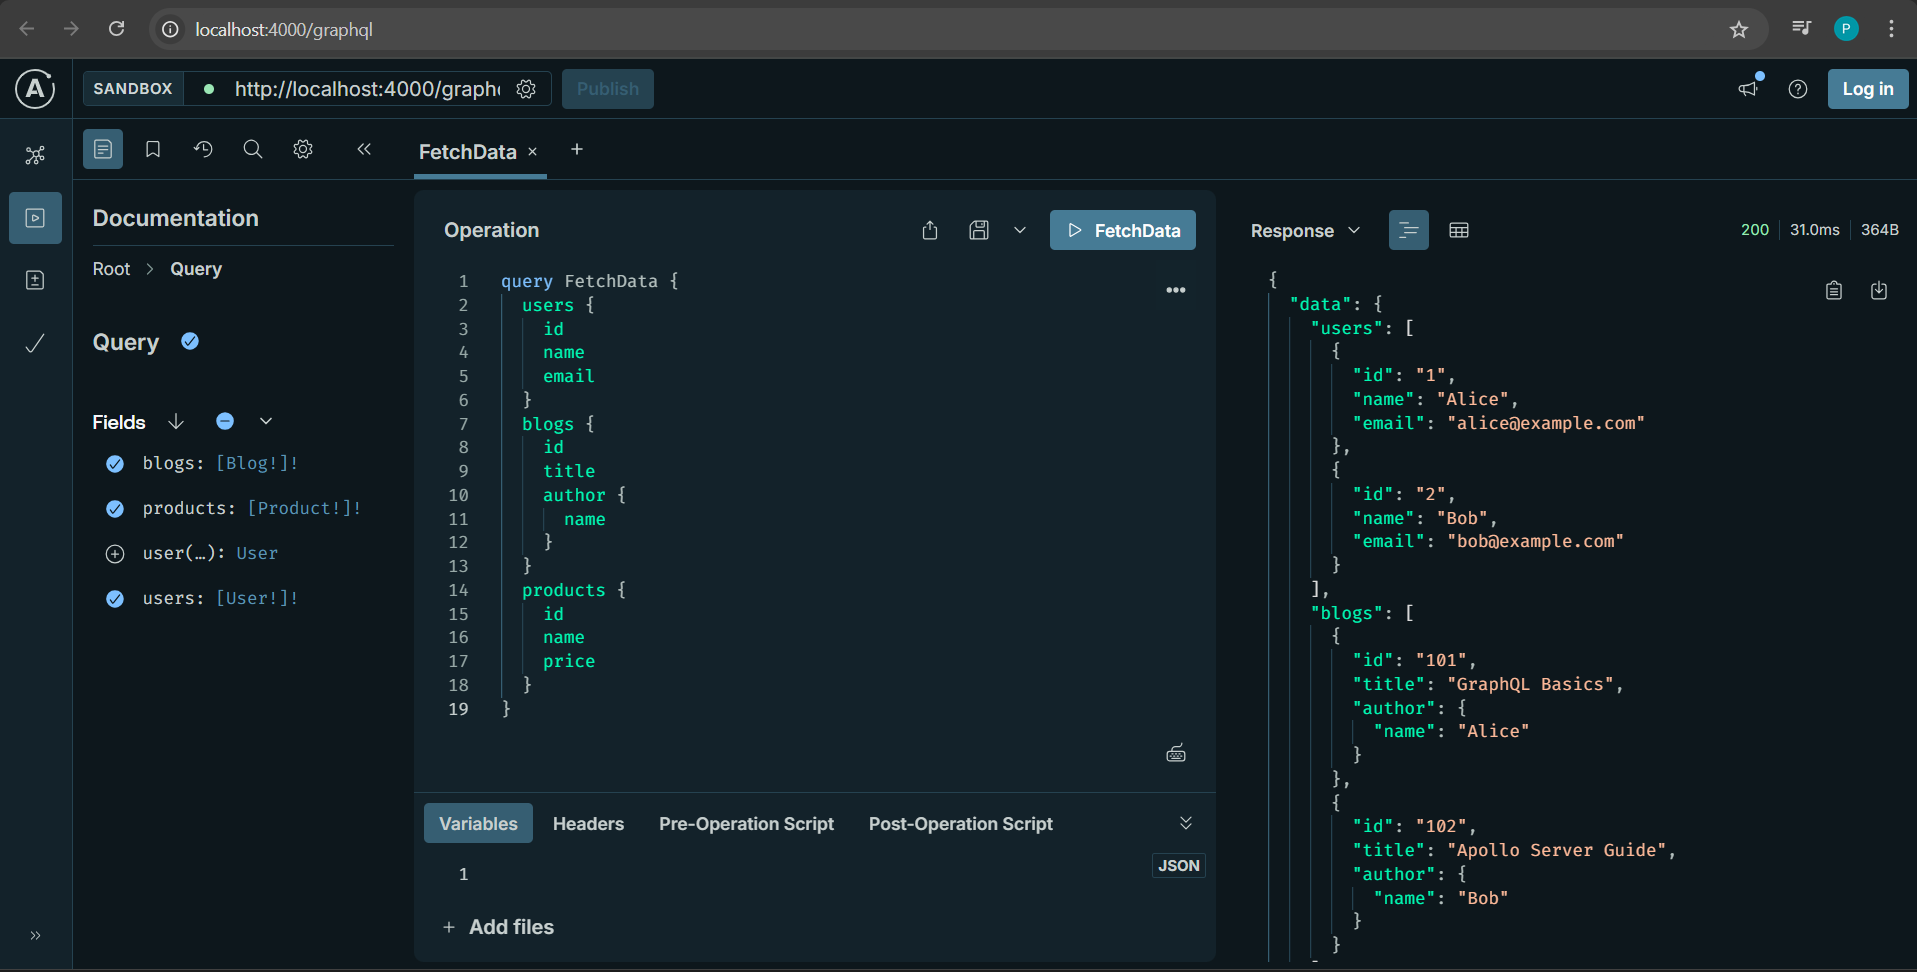 localhost:4000/graphql
P
A
SANDBOX
http://localhost:4000/graph
Publish
Log in
FetchData
Documentation
Root > Query
Query
Fields
blogs: [Blog!]!
products: [Product!]!
user(…): User
users: [User!]!
Operation
FetchData
1 query FetchData {
2 users {
3 id
4 name
5 email
6 }
7 blogs {
8 id
9 title
10 author {
11 name
12 }
13 }
14 products {
15 id
16 name
17 price
18 }
19 }
Variables Headers Pre-Operation Script Post-Operation Script
1
JSON
+ Add files
Response
200 31.0ms 364B
{
"data": {
"users": [
{
"id": "1",
"name": "Alice",
"email": "alice@example.com"
},
{
"id": "2",
"name": "Bob",
"email": "bob@example.com"
}
],
"blogs": [
{
"id": "101",
"title": "GraphQL Basics",
"author": {
"name": "Alice"
}
},
{
"id": "102",
"title": "Apollo Server Guide",
"author": {
"name": "Bob"
}
}